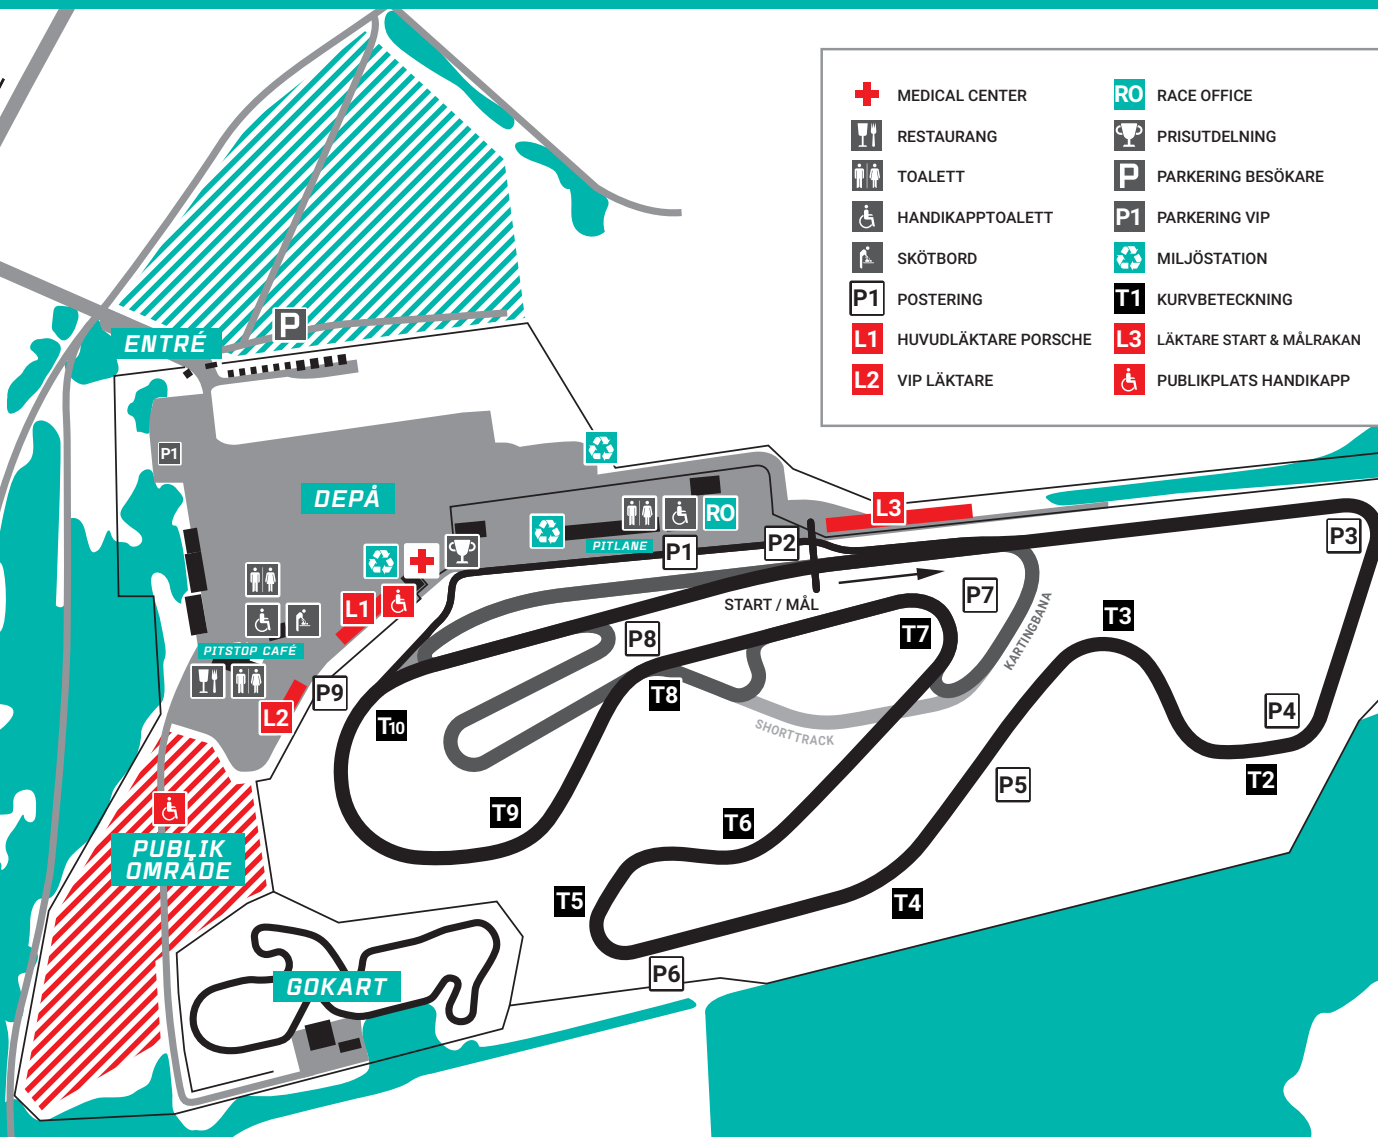 MEDICAL CENTER
RESTAURANG
TOALETT
HANDIKAPPTOALETT
SKÖTBORD
P1 POSTERING
L1 HUVUDLÄKTARE PORSCHE
L2 VIP LÄKTARE
RO RACE OFFICE
PRISUTDELNING
P PARKERING BESÖKARE
P1 PARKERING VIP
MILJÖSTATION
T1 KURVBETECKNING
L3 LÄKTARE START & MÅLRAKAN
PUBLIKPLATS HANDIKAPP
P
ENTRÉ
P1
DEPÅ
L3
RO
PITLANE
P1
P2
P3
START / MÅL
P7
KARTINGBANA
T3
L1
T7
P8
PITSTOP CAFÉ
P9
T8
L2
T10
SHORTTRACK
P4
T2
P5
T9
T6
PUBLIK
OMRÅDE
T5
T4
P6
GOKART